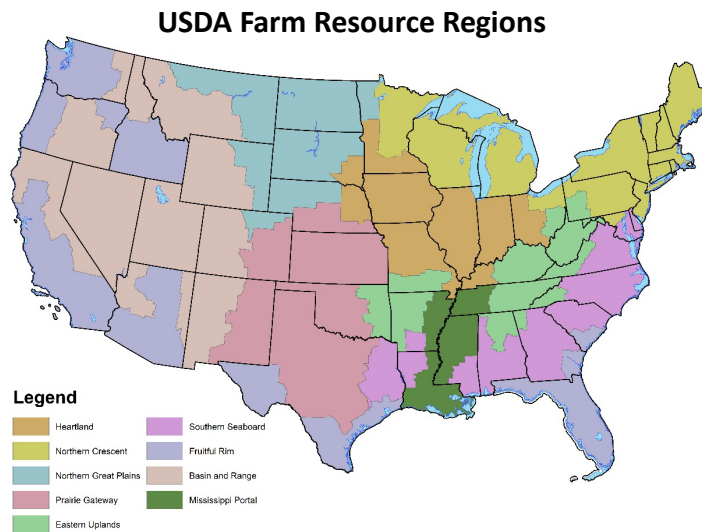 USDA Farm Resource Regions
Legend
Heartland
Northern Crescent
Northern Great Plains
Prairie Gateway
Eastern Uplands
Southern Seaboard
Fruitful Rim
Basin and Range
Mississippi Portal